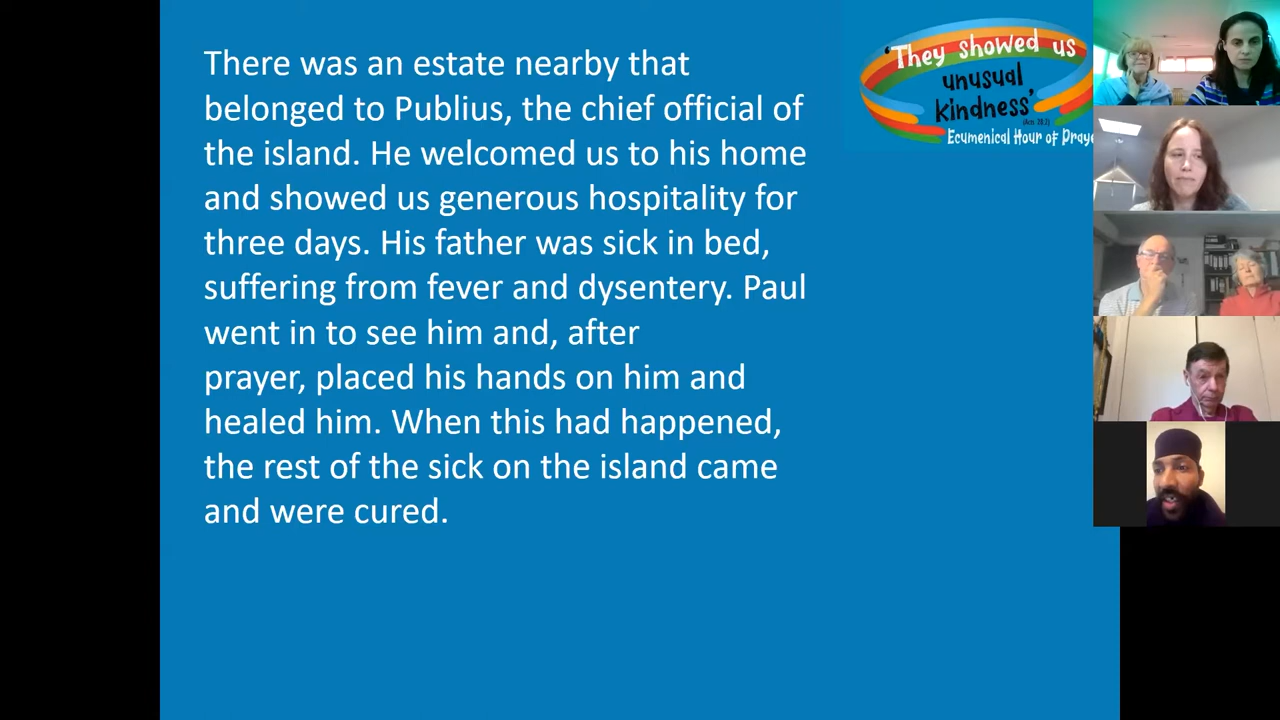 There was an estate nearby that
belonged to Publius, the chief official of
the island. He welcomed us to his home
and showed us generous hospitality for
three days. His father was sick in bed,
suffering from fever and dysentery. Paul
went in to see him and, after
prayer, placed his hands on him and
healed him. When this had happened,
the rest of the sick on the island came
and were cured.
'They showed us
unusual
kindness'
Ecumenical Hour of Praye